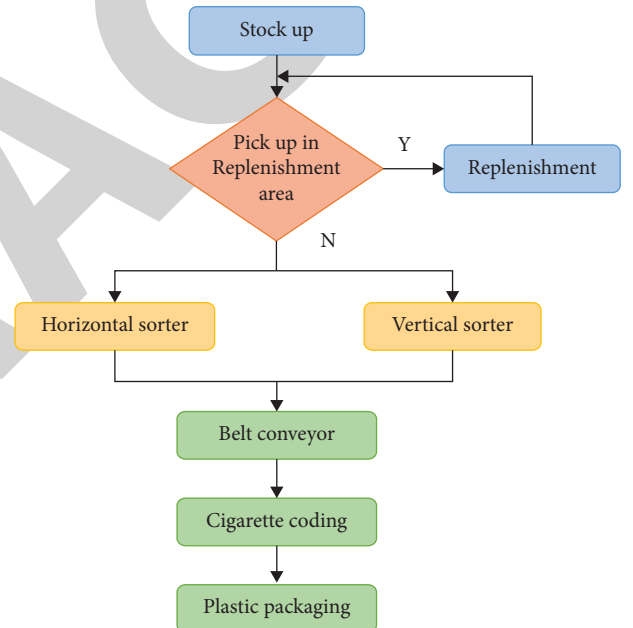 Stock up
Pick up in
Replenishment
area
Y
Replenishment
N
Horizontal sorter
Vertical sorter
Belt conveyor
Cigarette coding
Plastic packaging